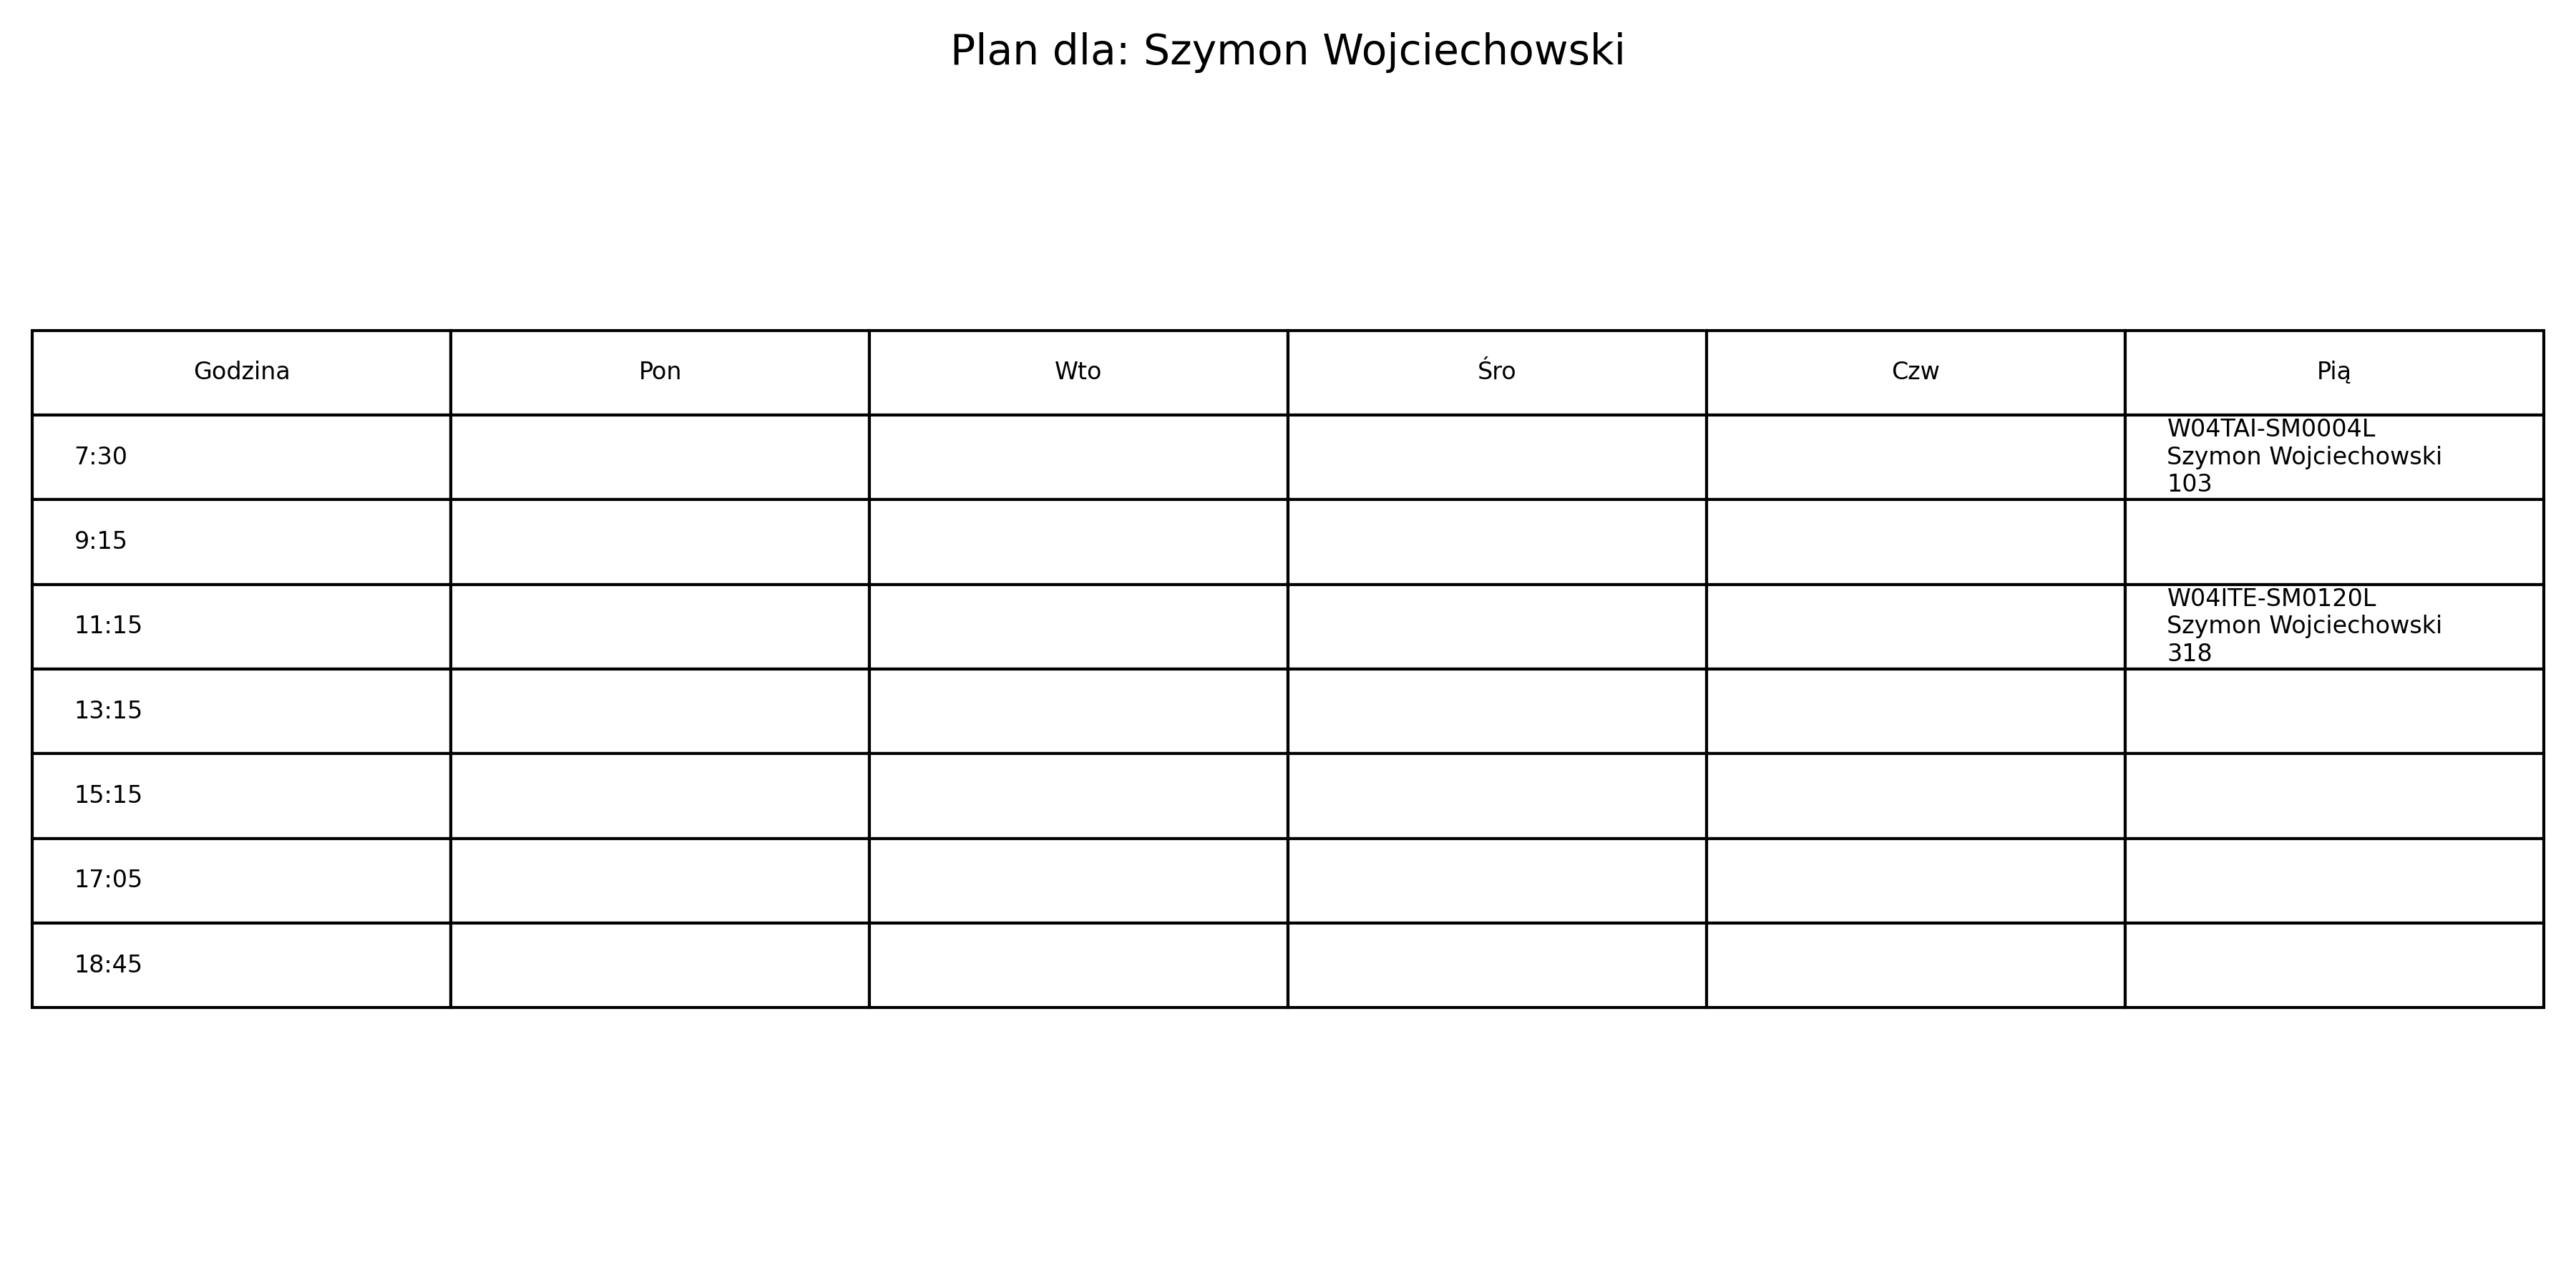 Plan dla: Szymon Wojciechowski
Godzina Pon Wto Śro Czw Pią
7:30 W04TAI-SM0004L
Szymon Wojciechowski
103
9:15
11:15 W04ITE-SM0120L
Szymon Wojciechowski
318
13:15
15:15
17:05
18:45